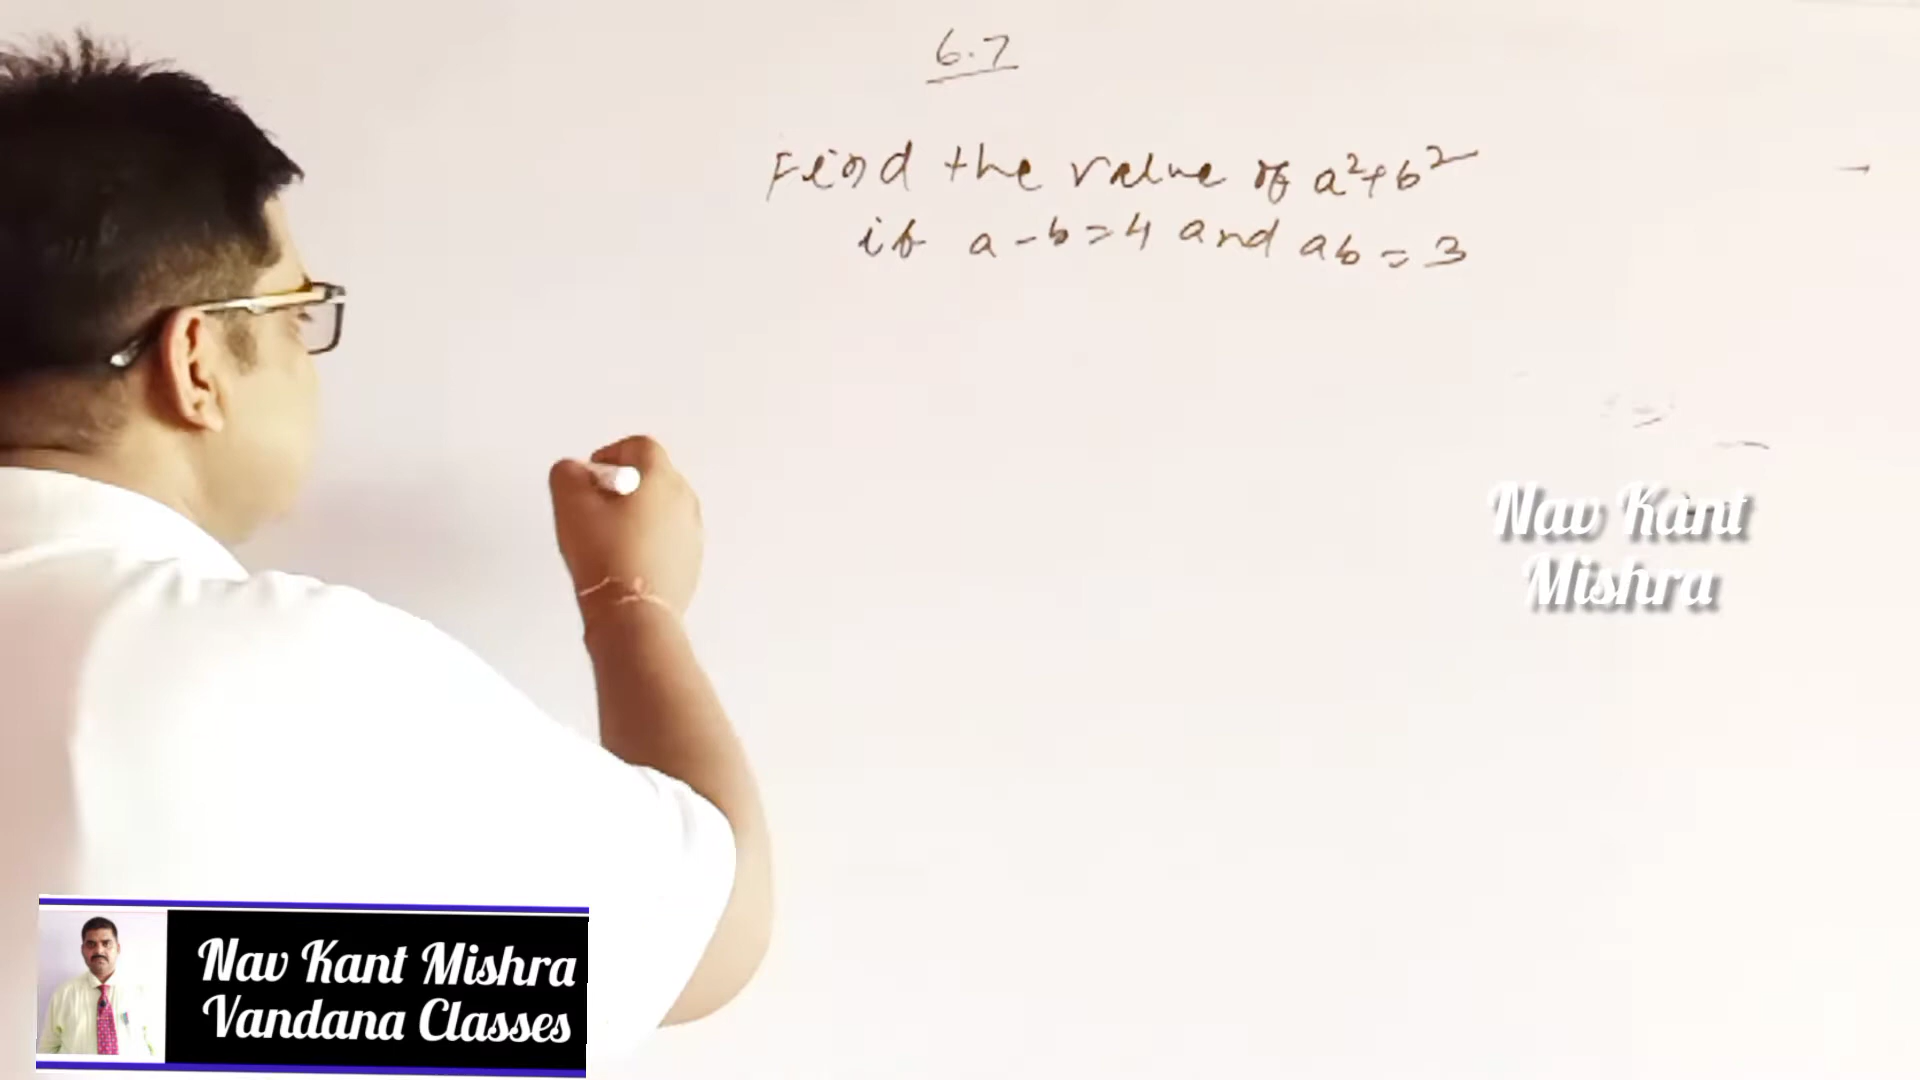 6.7
Find the value of a²+b²
if a-b=4 and ab=3
Nav Kant
Mishra
Nav Kant Mishra
Vandana Classes